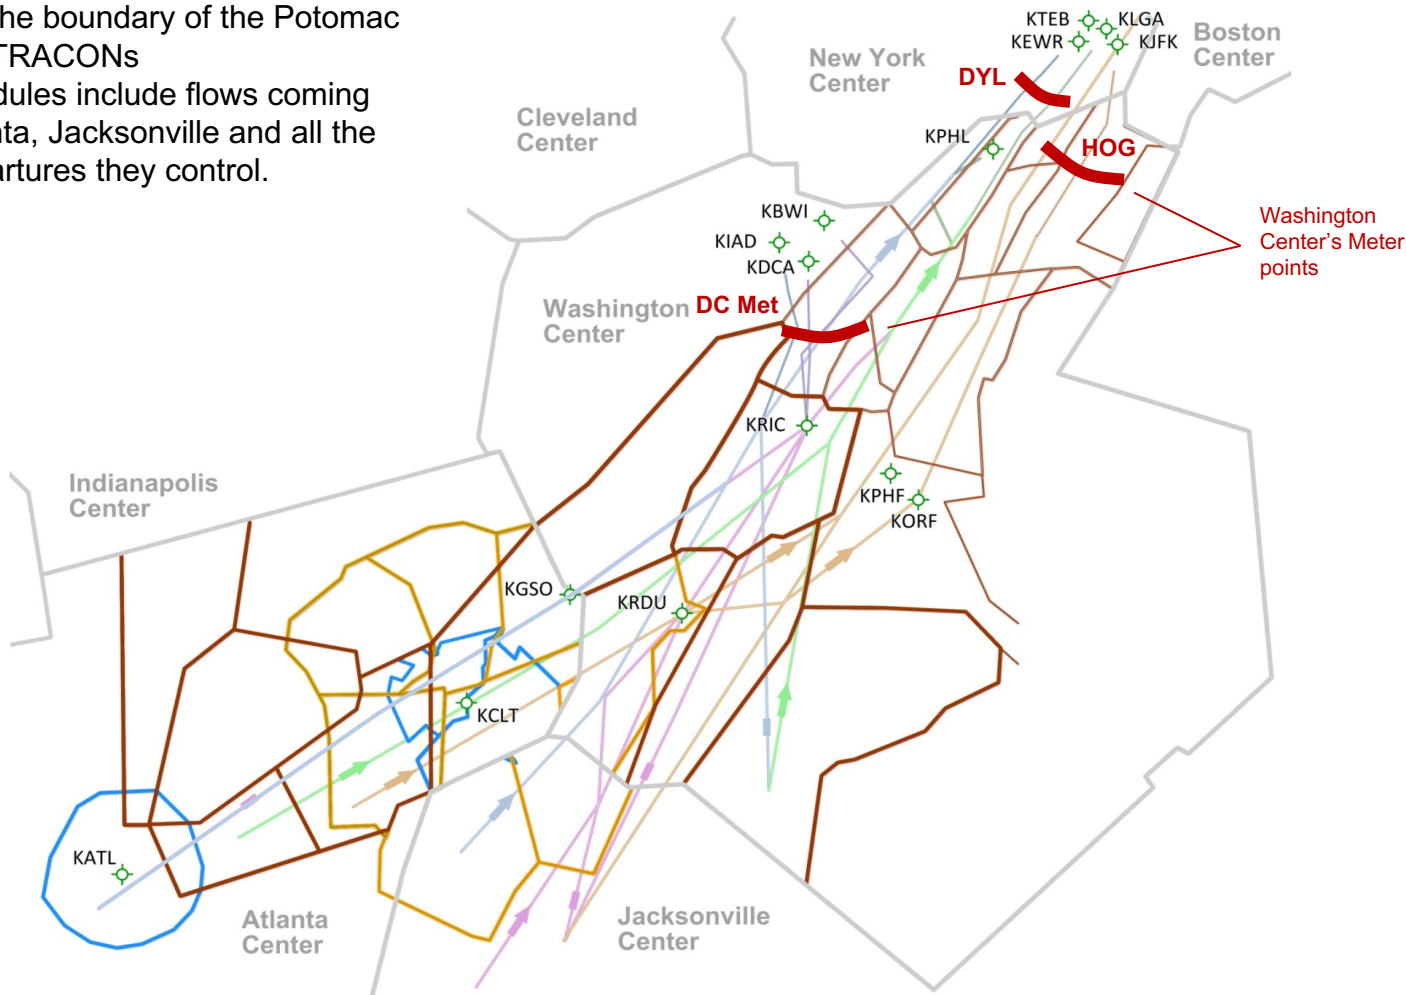 the boundary of the Potomac
TRACONs
dules include flows coming
ta, Jacksonville and all the
artures they control.
KTEB
KLGA
KEWR
KJFK
Boston
Center
New York
Center
DYL
Cleveland
Center
KPHL
HOG
KBWI
KIAD
KDCA
Washington
Center's Meter
points
Washington
Center
DC Met
KRIC
Indianapolis
Center
KPHF
KORF
KGSO
KRDU
KCLT
KATL
Atlanta
Center
Jacksonville
Center